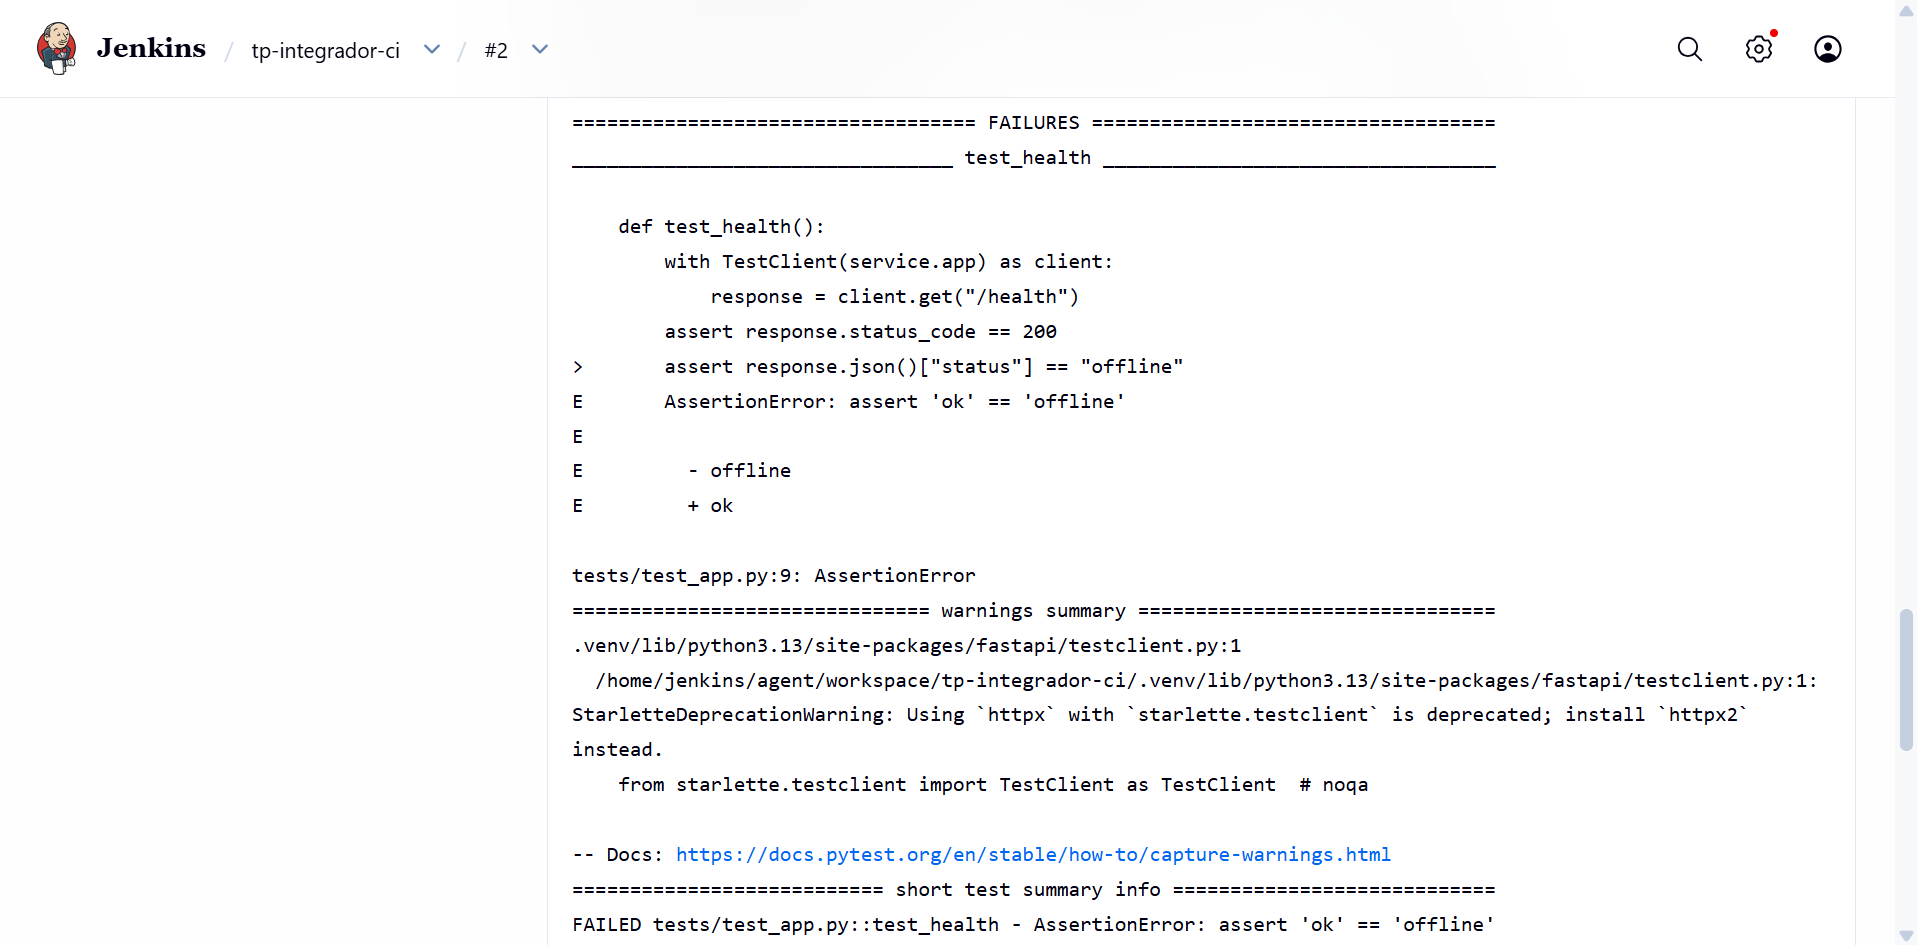 Jenkins / tp-integrador-ci / #2
=================================== FAILURES ===================================
_________________________________ test_health __________________________________
def test_health():
with TestClient(service.app) as client:
response = client.get("/health")
assert response.status_code == 200
>       assert response.json()["status"] == "offline"
E       AssertionError: assert 'ok' == 'offline'
E
E         - offline
E         + ok
tests/test_app.py:9: AssertionError
=============================== warnings summary ===============================
.venv/lib/python3.13/site-packages/fastapi/testclient.py:1
/home/jenkins/agent/workspace/tp-integrador-ci/.venv/lib/python3.13/site-packages/fastapi/testclient.py:1:
StarletteDeprecationWarning: Using `httpx` with `starlette.testclient` is deprecated; install `httpx2`
instead.
from starlette.testclient import TestClient as TestClient  # noqa
-- Docs: https://docs.pytest.org/en/stable/how-to/capture-warnings.html
=========================== short test summary info ============================
FAILED tests/test_app.py::test_health - AssertionError: assert 'ok' == 'offline'